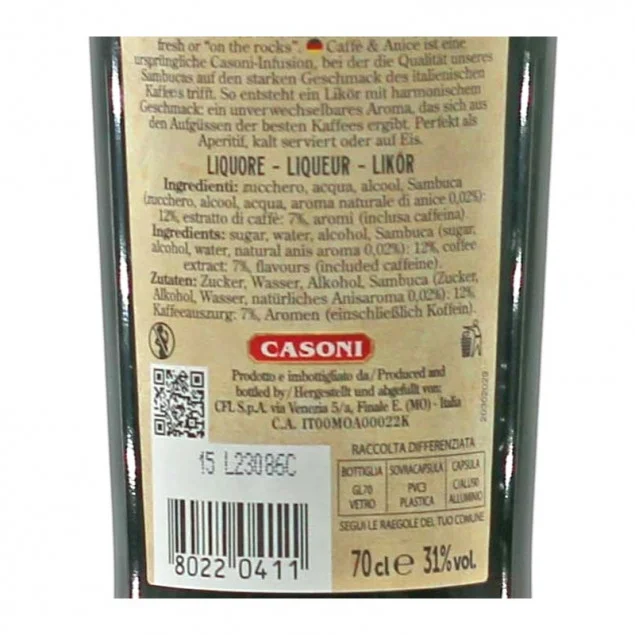 fresh or "on the rocks". Caffè & Anice ist eine
ursprüngliche Casoni-Infusion, bei der die Qualität unseres
Sambucas auf den starken Geschmack des italienischen
Kaffees trifft. So entsteht ein Likör mit harmonischem
Geschmack: ein unverwechselbares Aroma, das sich aus
den Aufgüssen der besten Kaffees ergibt. Perfekt als
Aperitif, kalt serviert oder auf Eis.
LIQUORE - LIQUEUR - LIKÖR
Ingredienti: zucchero, acqua, alcool, Sambuca
(zucchero, alcool, acqua, aroma naturale di anice 0,02%):
12%, estratto di caffè: 7%, aromi (inclusa caffeina).
Ingredients: sugar, water, alcohol, Sambuca (sugar,
alcohol, water, natural anis aroma 0,02%): 12%, coffee
extract: 7%, flavours (included caffeine).
Zutaten: Zucker, Wasser, Alkohol, Sambuca (Zucker,
Alkohol, Wasser, natürliches Anisaroma 0,02%): 12%
Kaffeeauszurg: 7%, Aromen (einschließlich Koffein).
CASONI
Prodotto e imbottigliato da/Produced and
bottled by/Hergestellt und abgefüllt von:
CFI. S.p.A. via Venezia 5/a, Finale E. (MO) - Italia
C.A. IT00MOA00022K
20302029
15 L23086C
RACCOLTA DIFFERENZIATA
BOTTIGLIA SOVRACAPSULA CAPSULA
GL70 PVC3 C/ALU90
VETRO PLASTICA ALLUMINIO
SEGUI LE RAEGOLE DEL TUO COMUNE
8022 0411
70 cl e 31% vol.